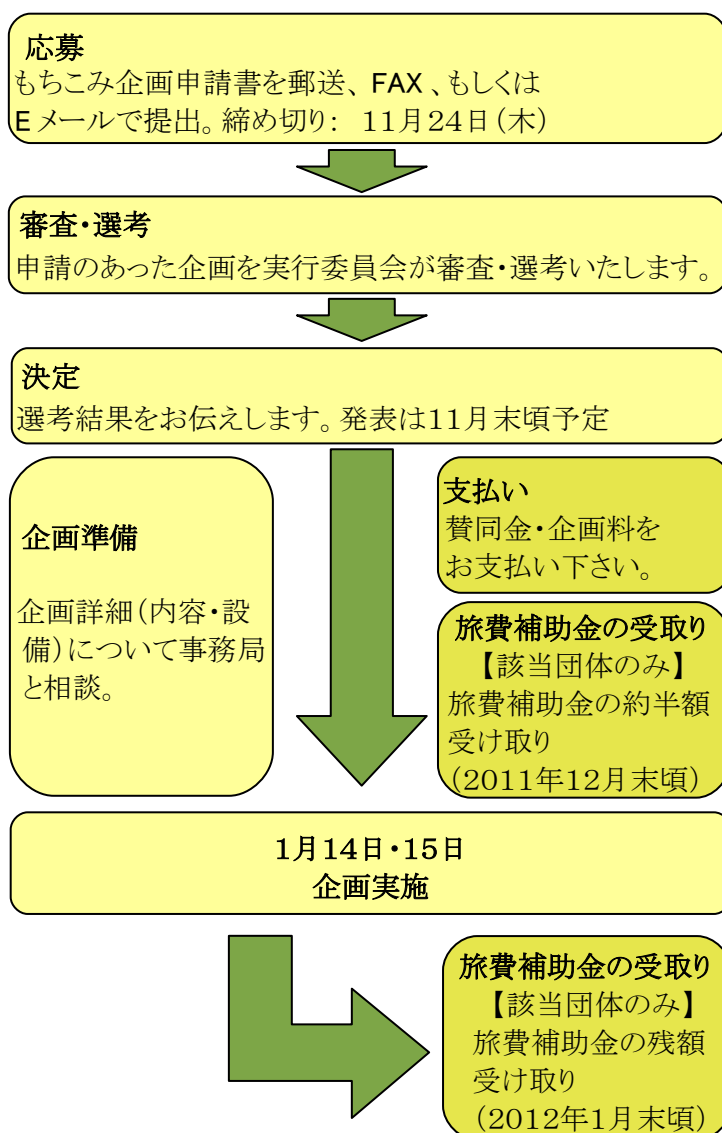 応募
もちこみ企画申請書を郵送、FAX、もしくは
Eメールで提出。締め切り： 11月24日（木）
審査・選考
申請のあった企画を実行委員会が審査・選考いたします。
決定
選考結果をお伝えします。発表は11月末頃予定
企画準備
企画詳細（内容・設
備）について事務局
と相談。
支払い
賛同金・企画料を
お支払い下さい。
旅費補助金の受取り
【該当団体のみ】
旅費補助金の約半額
受け取り
（2011年12月末頃）
1月14日・15日
企画実施
旅費補助金の受取り
【該当団体のみ】
旅費補助金の残額
受け取り
（2012年1月末頃）